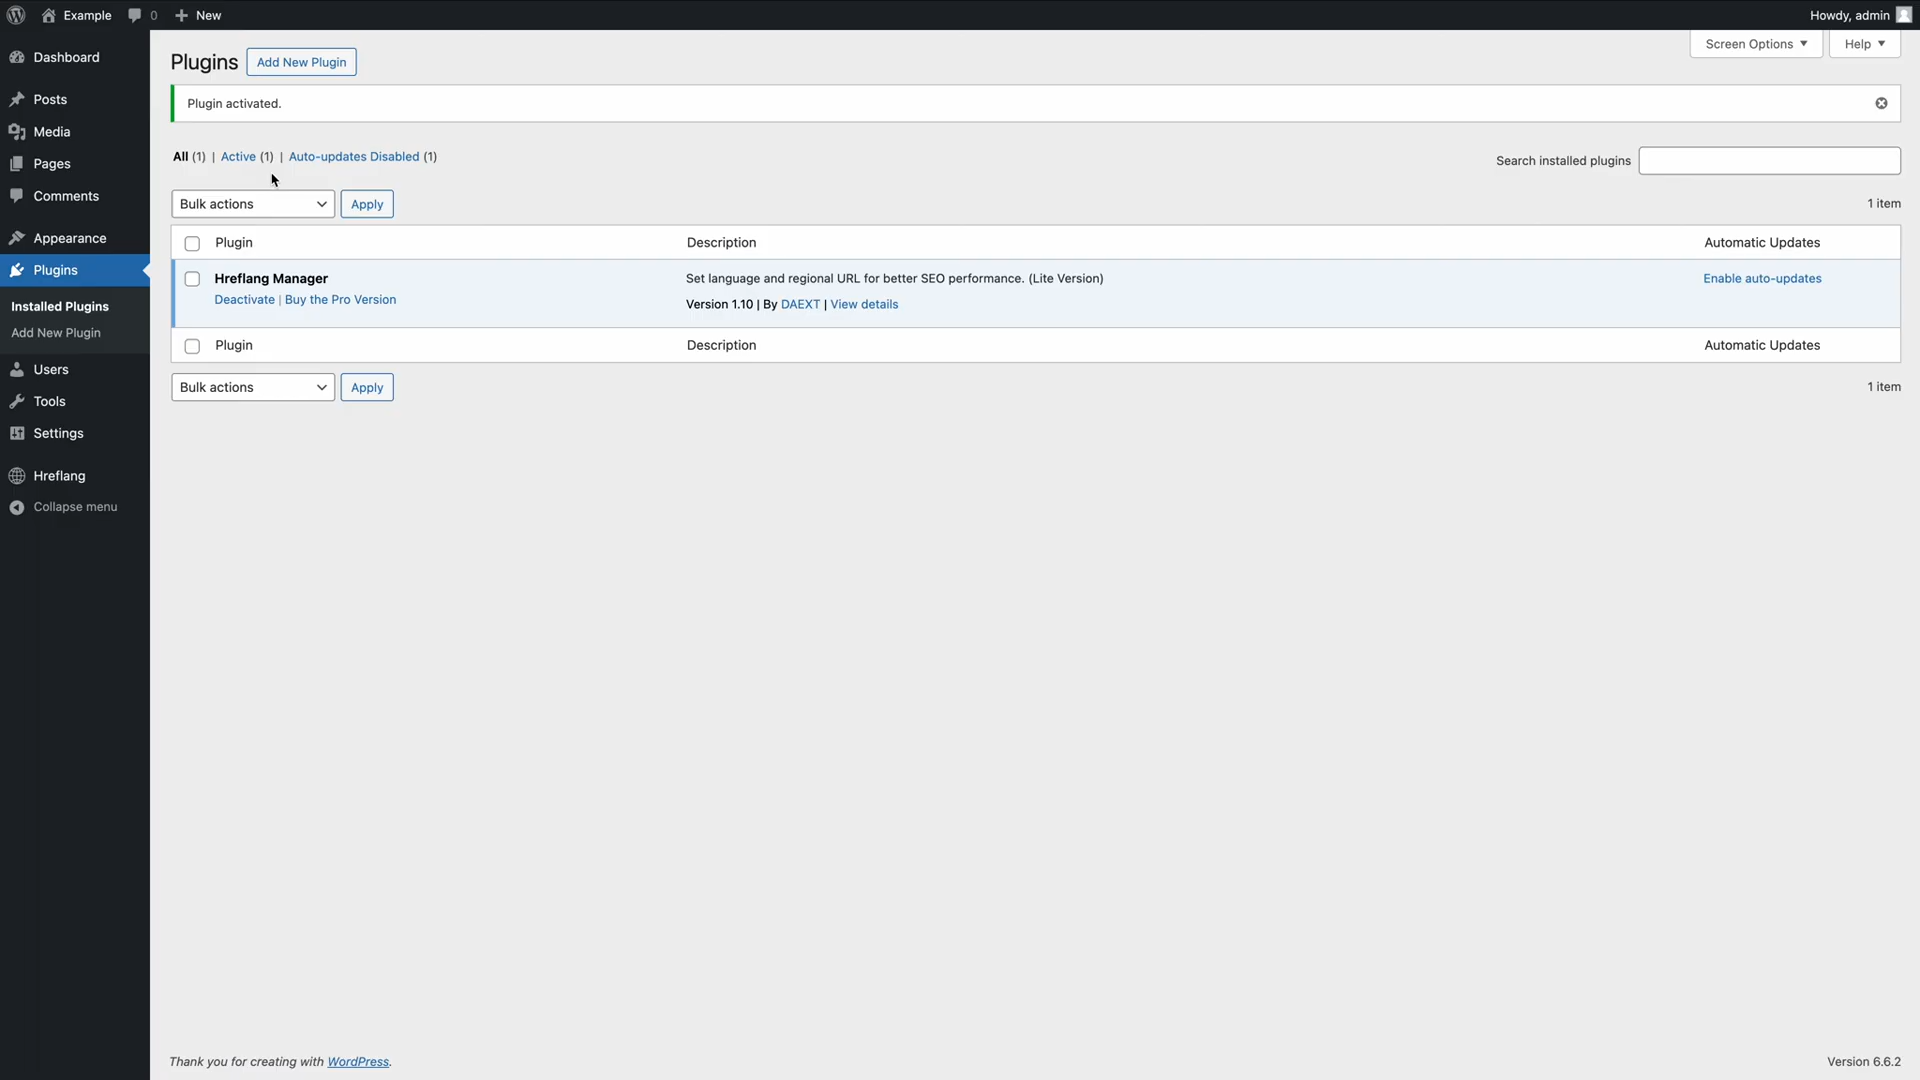 Example 0 New Howdy, admin
Dashboard
Posts
Media
Pages
Comments
Appearance
Plugins
Installed Plugins
Add New Plugin
Users
Tools
Settings
Hreflang
Collapse menu
Plugins Add New Plugin
Screen Options ▼ Help ▼
Plugin activated.
All (1) | Active (1) | Auto-updates Disabled (1)
Search installed plugins
Bulk actions Apply 1 item
Plugin Description Automatic Updates
Hreflang Manager Set language and regional URL for better SEO performance. (Lite Version) Enable auto-updates
Deactivate | Buy the Pro Version Version 1.10 | By DAEXT | View details
Plugin Description Automatic Updates
Bulk actions Apply 1 item
Thank you for creating with WordPress. Version 6.6.2